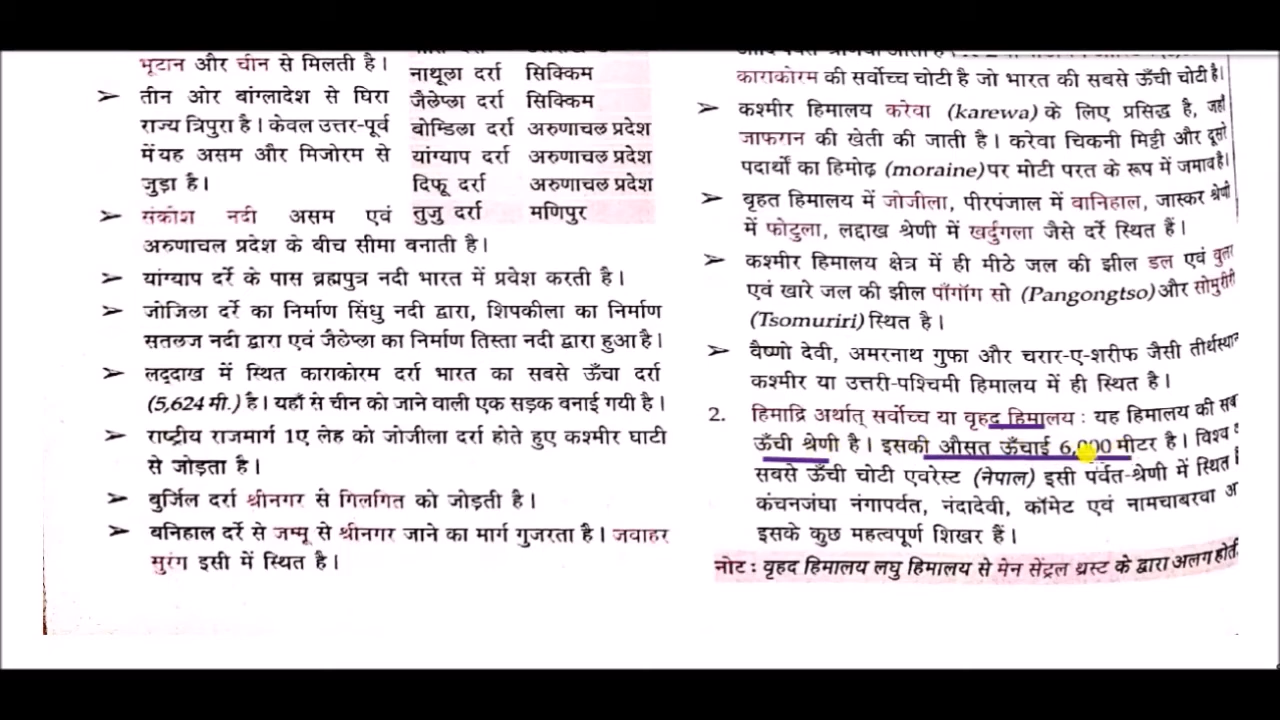 भूटान और चीन से मिलती है।
➢ तीन ओर बांग्लादेश से घिरा
राज्य त्रिपुरा है। केवल उत्तर-पूर्व
में यह असम और मिजोरम से
जुड़ा है।
➢ संकोश नदी असम एवं
अरुणाचल प्रदेश के बीच सीमा बनाती है।
नाथूला दर्रा सिक्किम
जैलेप्ला दर्रा सिक्किम
बोम्डिला दर्रा अरुणाचल प्रदेश
यांग्याप दर्रा अरुणाचल प्रदेश
दिफू दर्रा अरुणाचल प्रदेश
तुजु दर्रा मणिपुर
➢ यांग्याप दर्रे के पास ब्रह्मपुत्र नदी भारत में प्रवेश करती है।
➢ जोजिला दर्रे का निर्माण सिंधु नदी द्वारा, शिपकीला का निर्माण
सतलज नदी द्वारा एवं जैलेप्ला का निर्माण तिस्ता नदी द्वारा हुआ है।
➢ लद्दाख में स्थित काराकोरम दर्रा भारत का सबसे ऊँचा दर्रा
(5,624 मी.) है। यहाँ से चीन को जाने वाली एक सड़क बनाई गयी है।
➢ राष्ट्रीय राजमार्ग 1ए लेह को जोजीला दर्रा होते हुए कश्मीर घाटी
से जोड़ता है।
➢ बुर्जिल दर्रा श्रीनगर से गिलगित को जोड़ती है।
➢ बनिहाल दर्रे से जम्मू से श्रीनगर जाने का मार्ग गुजरता है। जवाहर
सुरंग इसी में स्थित है।
काराकोरम की सर्वोच्च चोटी है जो भारत की सबसे ऊँची चोटी है।
➢ कश्मीर हिमालय करेवा (karewa) के लिए प्रसिद्ध है, जहाँ
जाफरान की खेती की जाती है। करेवा चिकनी मिट्टी और दूसरे
पदार्थों का हिमोढ़ (moraine) पर मोटी परत के रूप में जमाव है।
➢ वृहत हिमालय में जोजीला, पीरपंजाल में बानिहाल, जास्कर श्रेणी
में फोटुला, लद्दाख श्रेणी में खर्दुंगला जैसे दर्रे स्थित हैं।
➢ कश्मीर हिमालय क्षेत्र में ही मीठे जल की झील डल एवं वुलर
एवं खारे जल की झील पाँगॉंग सो (Pangongtso) और सोमुरीरी
(Tsomuriri) स्थित है।
➢ वैष्णो देवी, अमरनाथ गुफा और चरार-ए-शरीफ जैसी तीर्थस्थान
कश्मीर या उत्तरी-पश्चिमी हिमालय में ही स्थित है।
2. हिमाद्रि अर्थात् सर्वोच्च या वृहद हिमालय : यह हिमालय की सब
ऊँची श्रेणी है। इसकी औसत ऊँचाई 6,000 मीटर है। विश्व
सबसे ऊँची चोटी एवरेस्ट (नेपाल) इसी पर्वत-श्रेणी में स्थित
कंचनजंघा नंगापर्वत, नंदादेवी, कॉमेट एवं नामचाबरवा
इसके कुछ महत्वपूर्ण शिखर हैं।
नोट : वृहद हिमालय लघु हिमालय से मेन सेंट्रल थ्रस्ट के द्वारा अलग होती